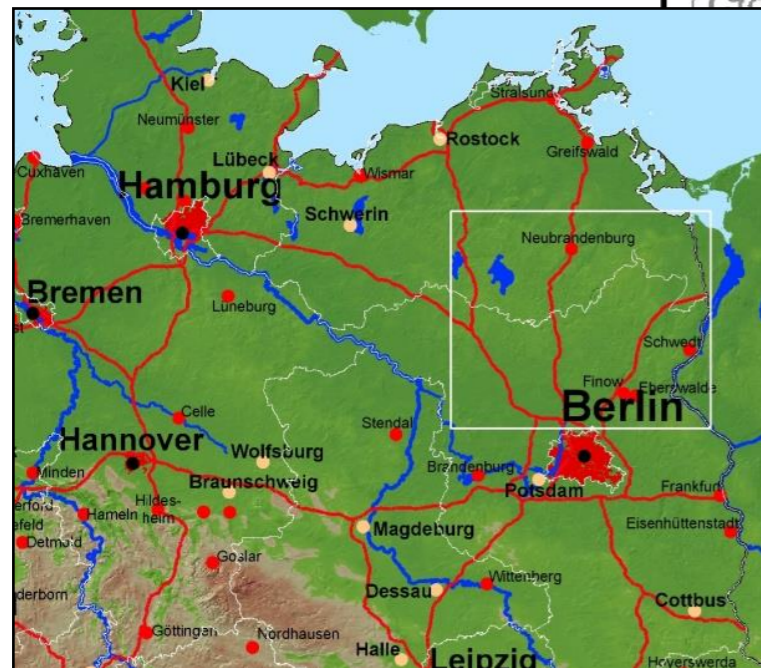 Kiel
Stralsund
Neumünster
Rostock
Greifswald
Lübeck
Cuxhaven
Wismar
Hamburg
Schwerin
Bremerhaven
Neubrandenburg
Bremen
Lüneburg
Schwedt
Finow
Eberswalde
Berlin
Celle
Stendal
Hannover
Wolfsburg
Minden
Brandenburg
Braunschweig
Potsdam
Frankfurt
Hildes-
heim
Hameln
Magdeburg
Eisenhüttenstadt
Detmold
Goslar
Dessau
Wittenberg
Cottbus
Göttingen
Nordhausen
Halle
Leipzig
Hoyerswerda